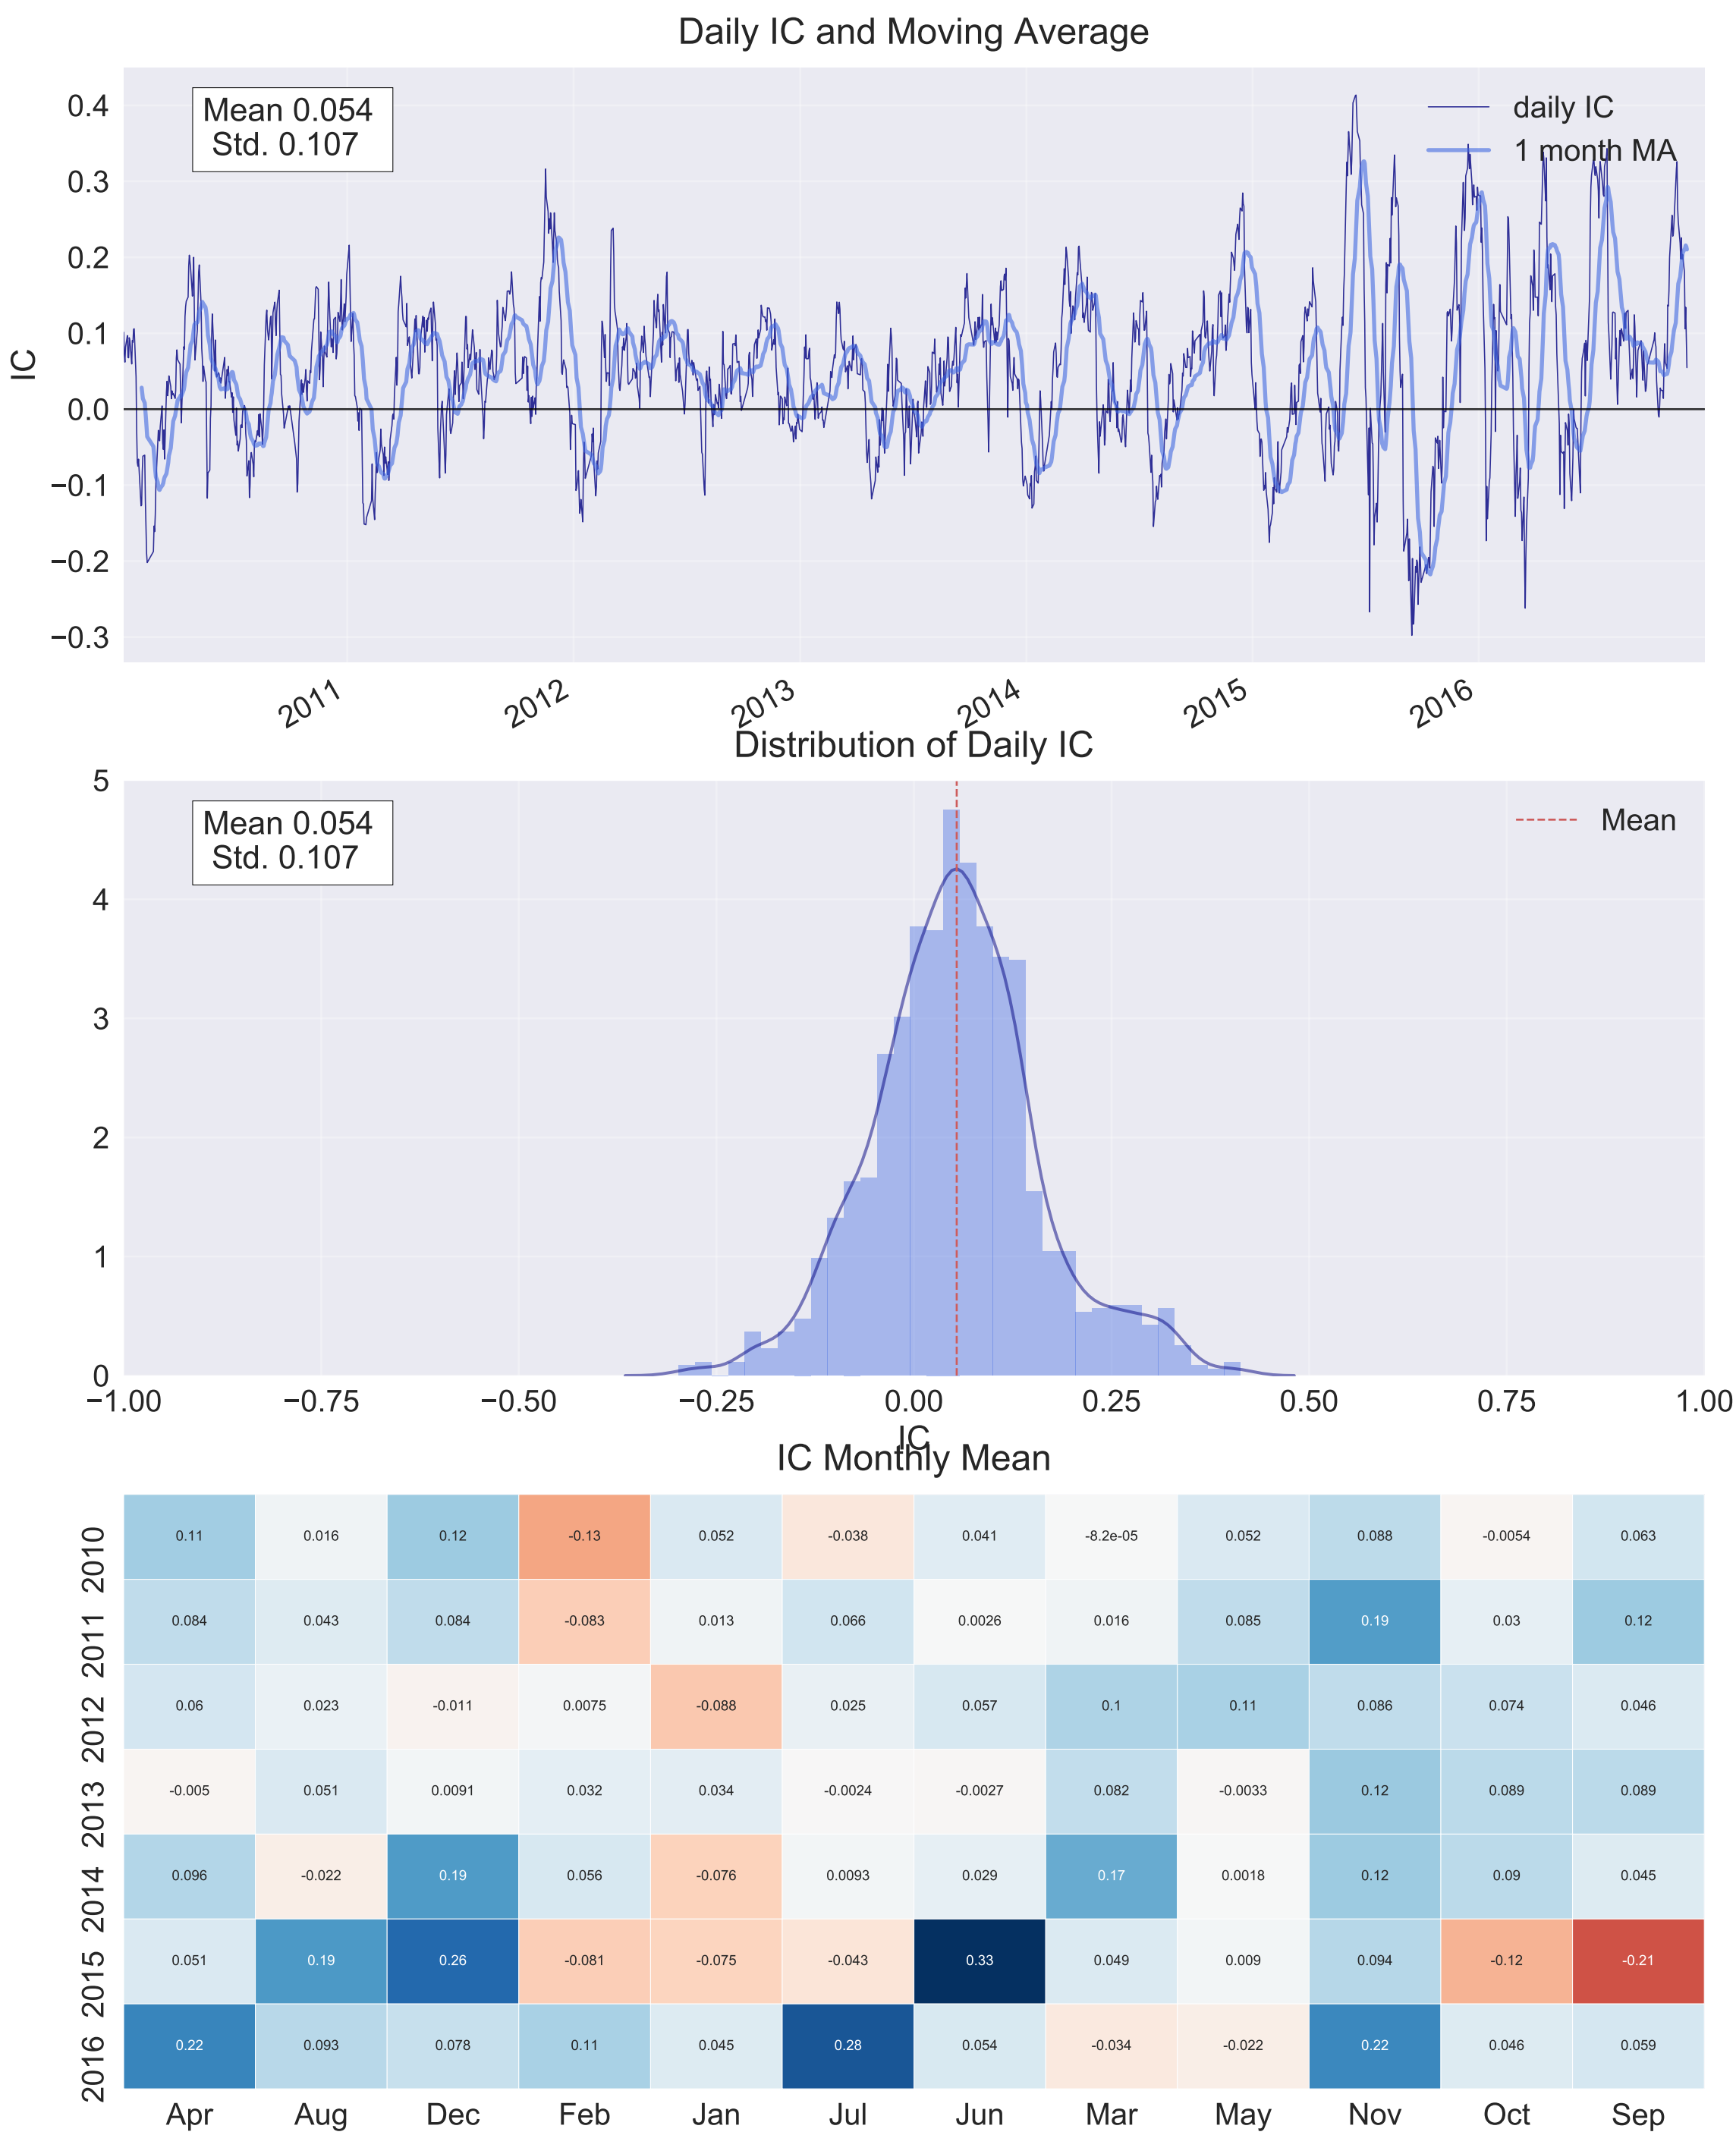 Daily IC and Moving Average
0.4
0.3
0.2
0.1
0.0
−0.1
−0.2
−0.3
IC
Mean 0.054
Std. 0.107
daily IC
1 month MA
2011 2012 2013 2014 2015 2016
Distribution of Daily IC
5
4
3
2
1
0
Mean 0.054
Std. 0.107
Mean
−1.00 −0.75 −0.50 −0.25 0.00 0.25 0.50 0.75 1.00
IC
IC Monthly Mean
2010 0.11 0.016 0.12 -0.13 0.052 -0.038 0.041 -8.2e-05 0.052 0.088 -0.0054 0.063
2011 0.084 0.043 0.084 -0.083 0.013 0.066 0.0026 0.016 0.085 0.19 0.03 0.12
2012 0.06 0.023 -0.011 0.0075 -0.088 0.025 0.057 0.1 0.11 0.086 0.074 0.046
2013 -0.005 0.051 0.0091 0.032 0.034 -0.0024 -0.0027 0.082 -0.0033 0.12 0.089 0.089
2014 0.096 -0.022 0.19 0.056 -0.076 0.0093 0.029 0.17 0.0018 0.12 0.09 0.045
2015 0.051 0.19 0.26 -0.081 -0.075 -0.043 0.33 0.049 0.009 0.094 -0.12 -0.21
2016 0.22 0.093 0.078 0.11 0.045 0.28 0.054 -0.034 -0.022 0.22 0.046 0.059
Apr Aug Dec Feb Jan Jul Jun Mar May Nov Oct Sep